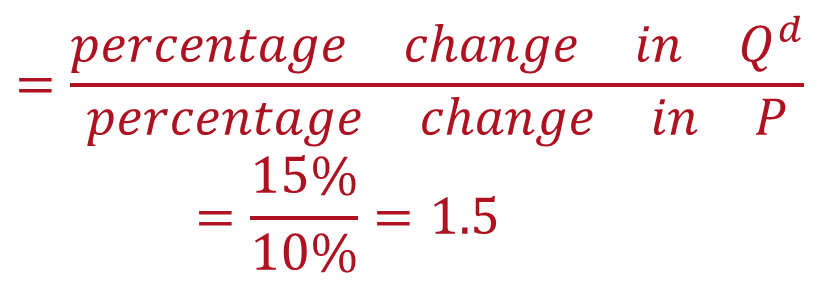 = percentage change in Q^d / percentage change in P
= 15% / 10% = 1.5